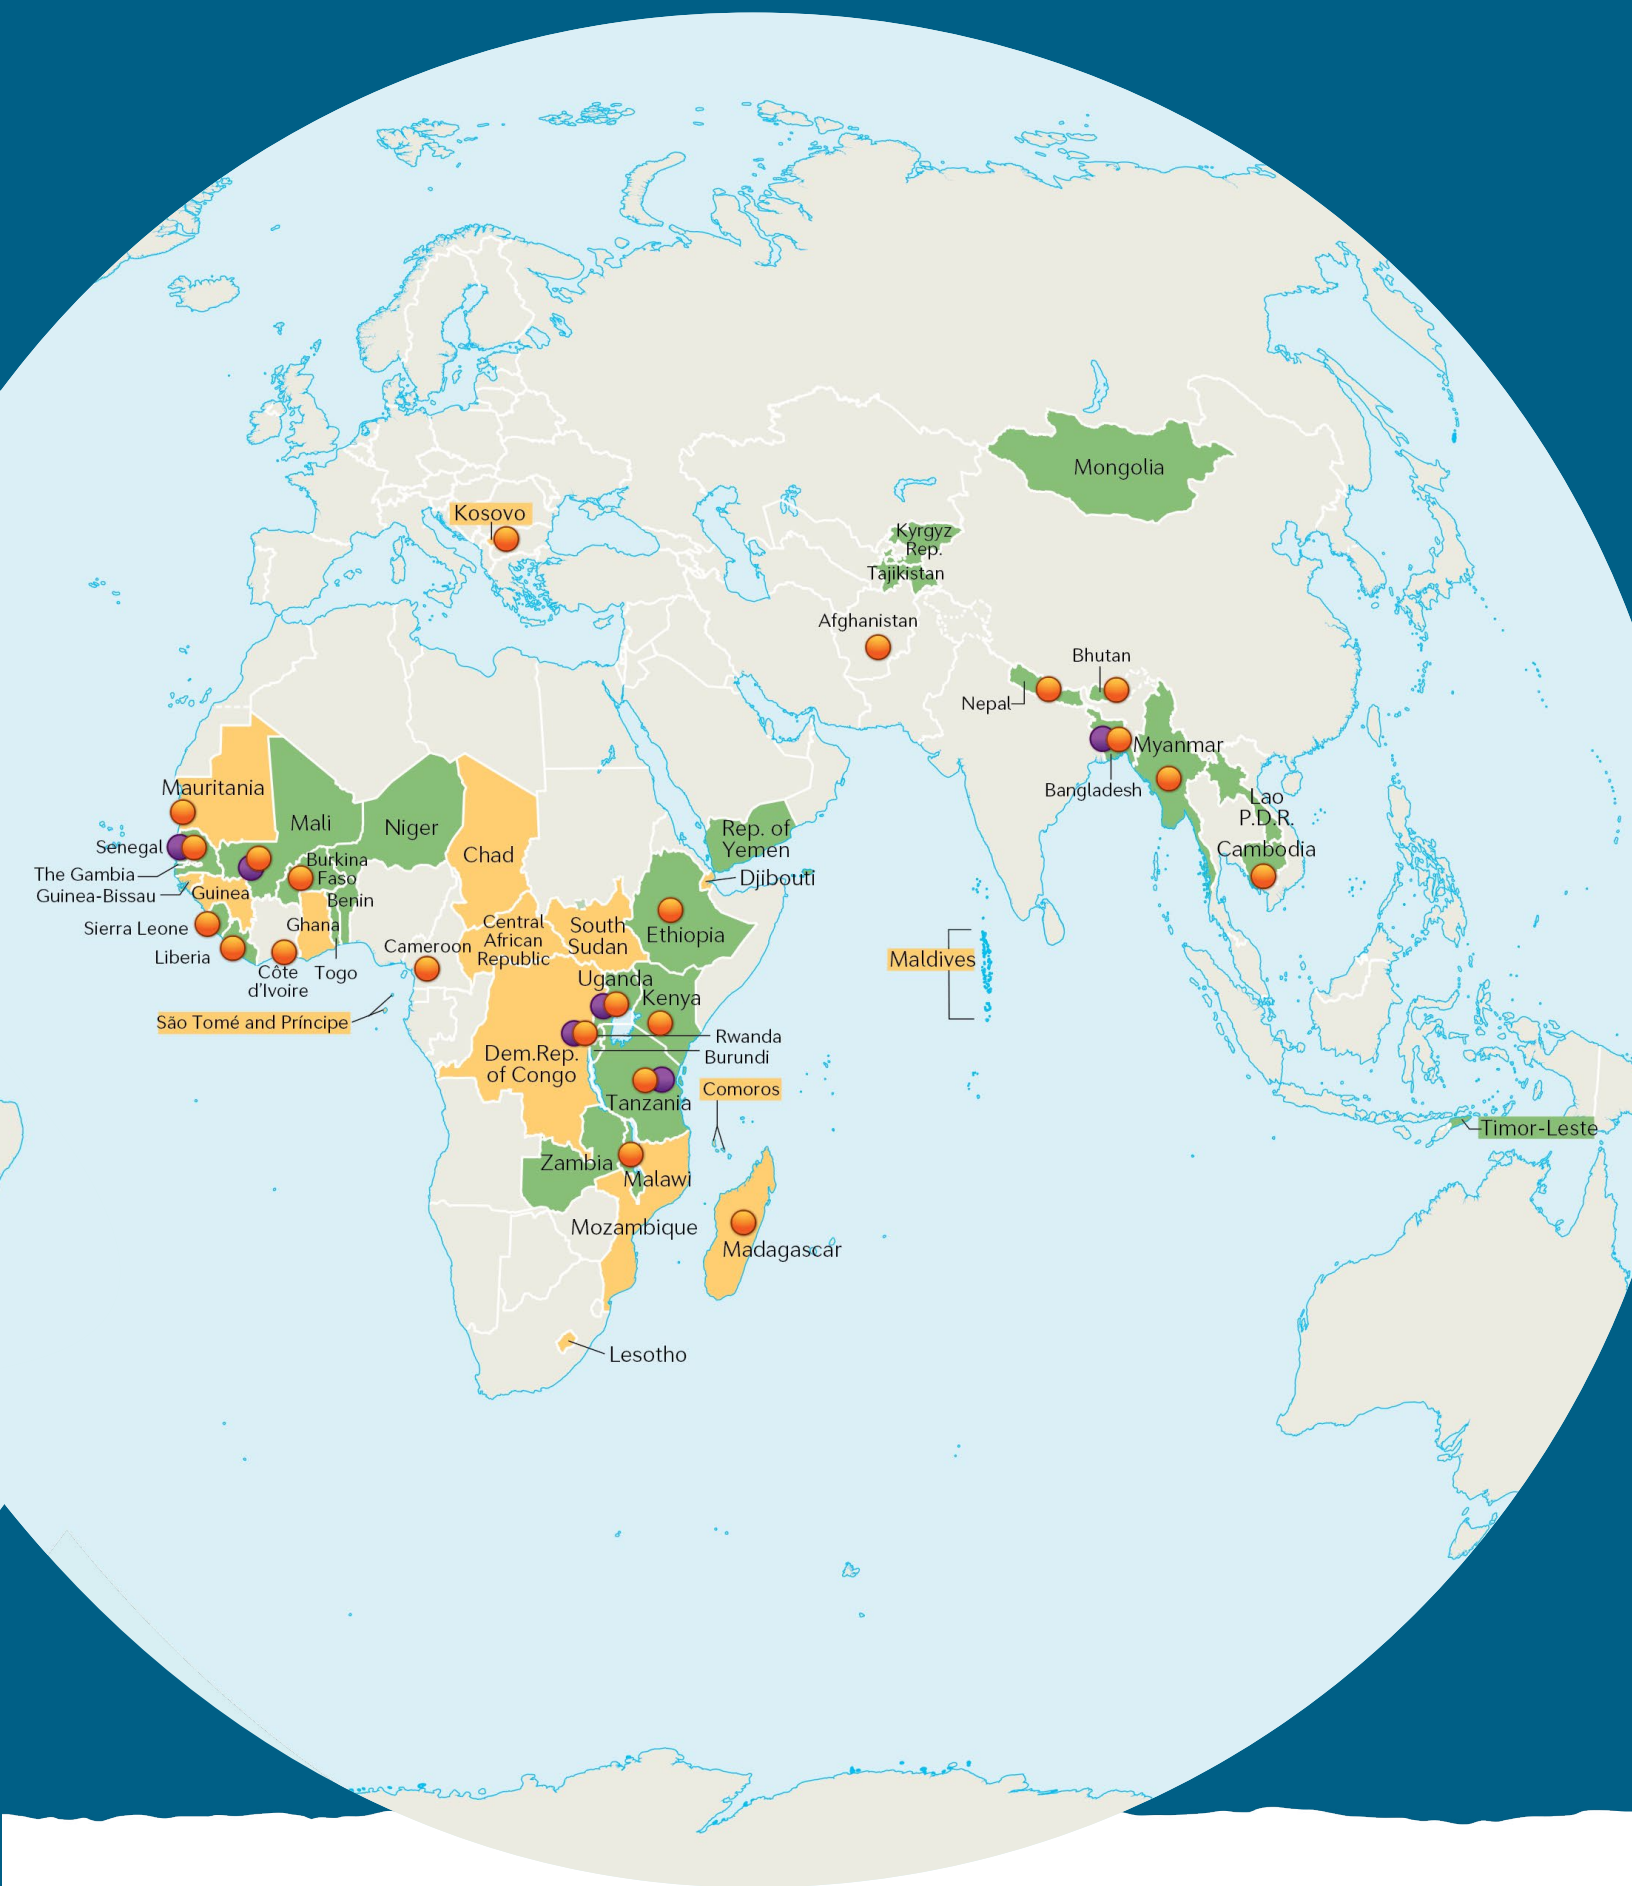 Mongolia
Kosovo
Kyrgyz
Rep.
Tajikistan
Afghanistan
Bhutan
Nepal
Myanmar
Bangladesh
Lao
P.D.R.
Cambodia
Mauritania
Mali
Niger
Chad
Senegal
The Gambia
Guinea-Bissau
Guinea
Burkina
Faso
Benin
Ghana
Sierra Leone
Liberia
Côte
d'Ivoire
Togo
Cameroon
Central
African
Republic
South
Sudan
Ethiopia
Rep. of
Yemen
Djibouti
Maldives
São Tomé and Príncipe
Uganda
Kenya
Rwanda
Burundi
Dem.Rep.
of Congo
Comoros
Tanzania
Timor-Leste
Zambia
Malawi
Mozambique
Madagascar
Lesotho